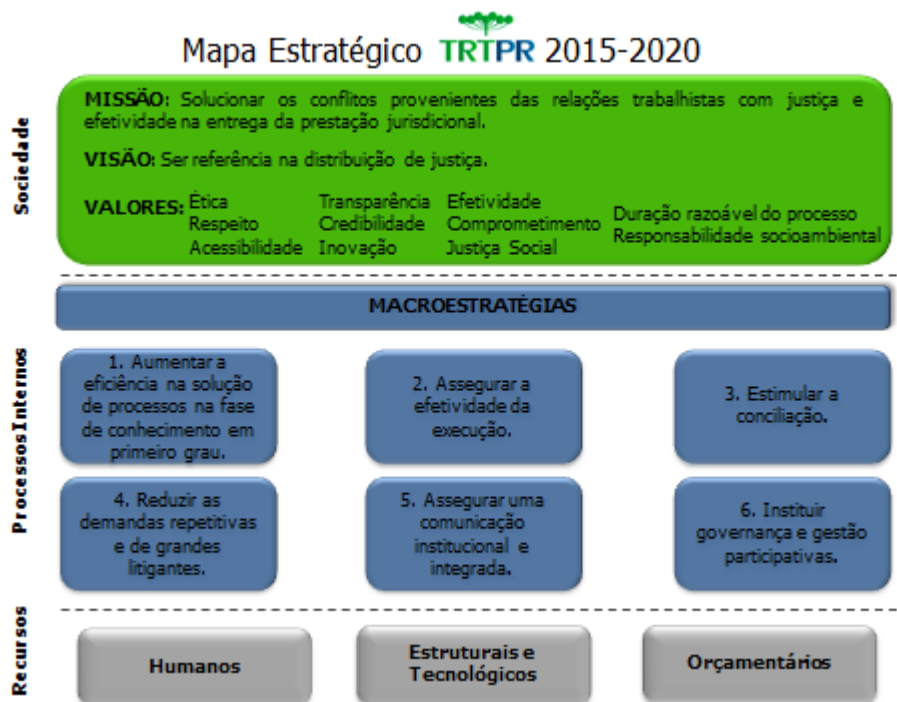 Mapa Estratégico TRTPR 2015-2020
Sociedade
MISSÃO: Solucionar os conflitos provenientes das relações trabalhistas com justiça e
efetividade na entrega da prestação jurisdicional.
VISÃO: Ser referência na distribuição de justiça.
VALORES:
Ética
Respeito
Acessibilidade
Transparência
Credibilidade
Inovação
Efetividade
Comprometimento
Justiça Social
Duração razoável do processo
Responsabilidade socioambiental
MACROESTRATÉGIAS
Processos Internos
1. Aumentar a
eficiência na solução
de processos na fase
de conhecimento em
primeiro grau.
2. Assegurar a
efetividade da
execução.
3. Estimular a
conciliação.
4. Reduzir as
demandas repetitivas
e de grandes
litigantes.
5. Assegurar uma
comunicação
institucional e
integrada.
6. Instituir
governança e gestão
participativas.
Recursos
Humanos
Estruturais e
Tecnológicos
Orçamentários